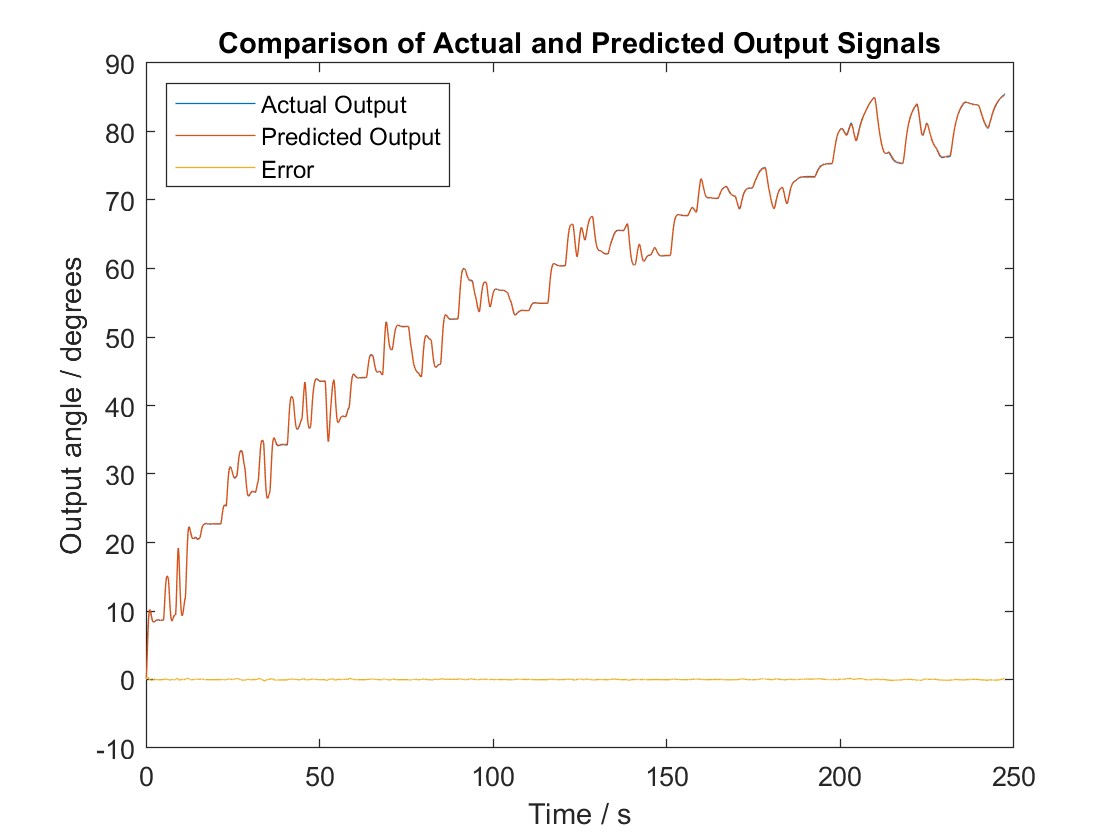 Comparison of Actual and Predicted Output Signals
90
80
70
60
50
40
30
20
10
0
-10
Output angle / degrees
Actual Output
Predicted Output
Error
0 50 100 150 200 250
Time / s